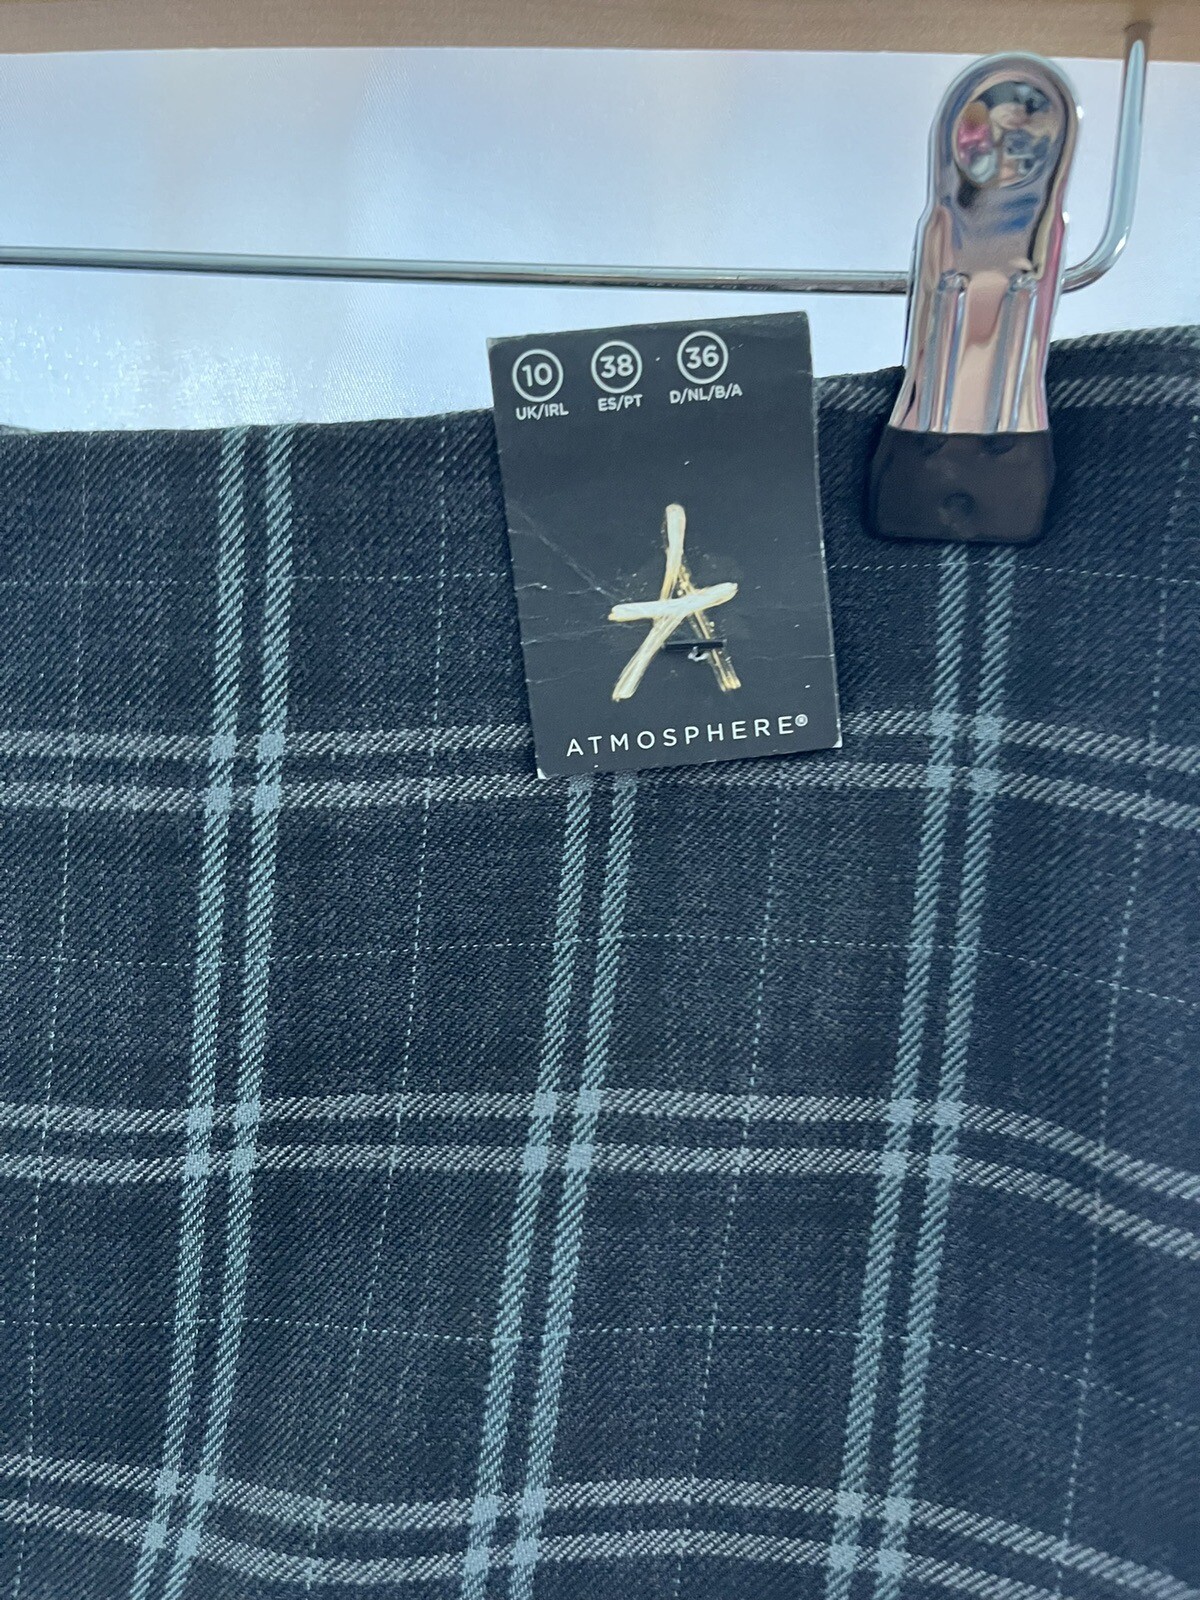 10 38 36
UK/IRL ES/PT D/NL/B/A
ATMOSPHERE®